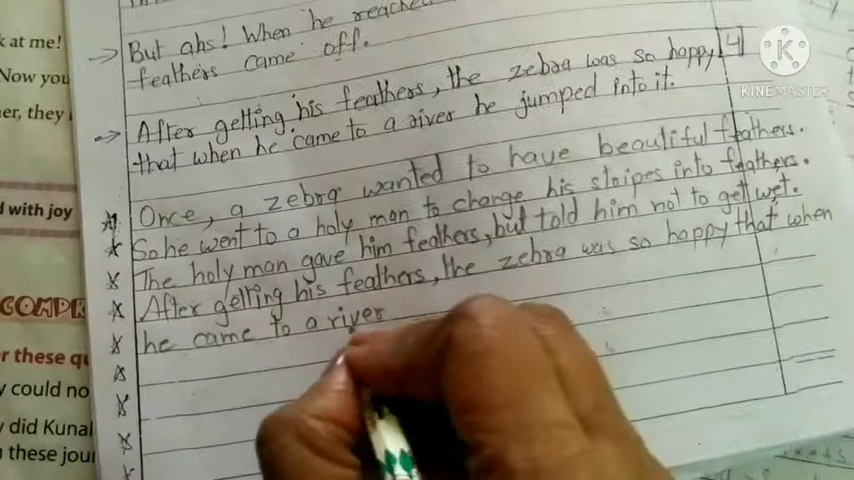 But ahs! When he reached
feathers came off.
[4]
K
KINEMASTER
After getting his feathers, the zebra was so happy
that when he came to a river he jumped into it.
Once, a zebra wanted to have beautiful feathers.
So he went to a holy man to change his stripes into feathers.
The holy man gave him feathers, but told him not to get wet.
After getting his feathers, the zebra was so happy that when
he came to a river
k at me!
Now you
er, they
d with joy
COMPR
r these qu
y could no
y did Kunal
n these jour